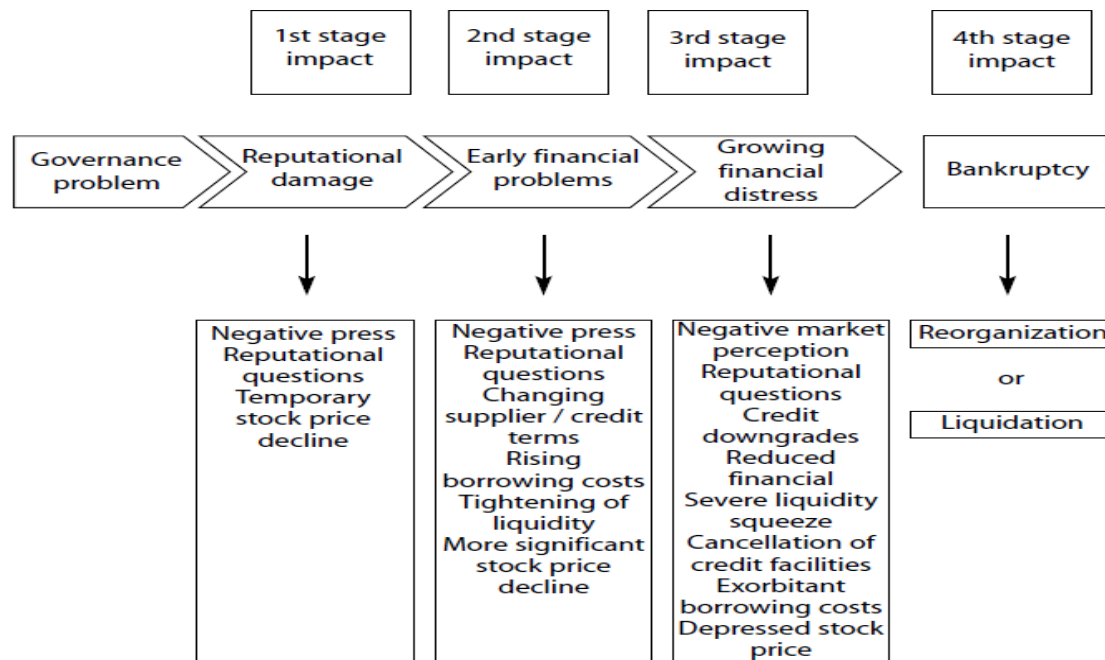 1st stage
impact
2nd stage
impact
3rd stage
impact
4th stage
impact
Governance
problem
Reputational
damage
Early financial
problems
Growing
financial
distress
Bankruptcy
Negative press
Reputational
questions
Temporary
stock price
decline
Negative press
Reputational
questions
Changing
supplier / credit
terms
Rising
borrowing costs
Tightening of
liquidity
More significant
stock price
decline
Negative market
perception
Reputational
questions
Credit
downgrades
Reduced
financial
Severe liquidity
squeeze
Cancellation of
credit facilities
Exorbitant
borrowing costs
Depressed stock
price
Reorganization
or
Liquidation